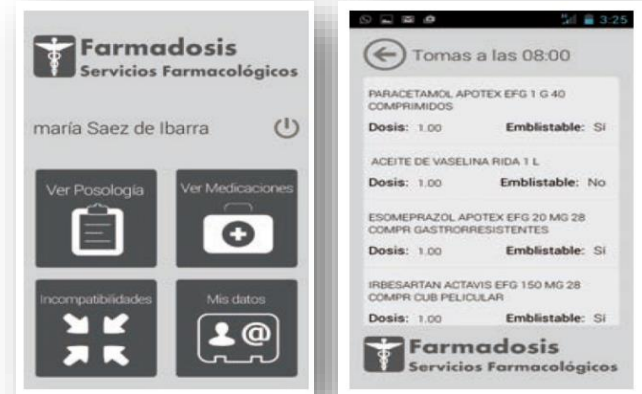 Farmadosis
Servicios Farmacológicos
maría Saez de Ibarra
Ver Posología
Ver Medicaciones
Incompatibilidades
Mis datos
@
3:25
Tomas a las 08:00
PARACETAMOL APOTEX EFG 1 G 40
COMPRIMIDOS
Dosis: 1.00 Emblistable: Sí
ACEITE DE VASELINA RIDA 1 L
Dosis: 1.00 Emblistable: No
ESOMEPRAZOL APOTEX EFG 20 MG 28
COMPR GASTRORRESISTENTES
Dosis: 1.00 Emblistable: Sí
IRBESARTAN ACTAVIS EFG 150 MG 28
COMPR CUB PELICULAR
Dosis: 1.00 Emblistable: Sí
Farmadosis
Servicios Farmacológicos